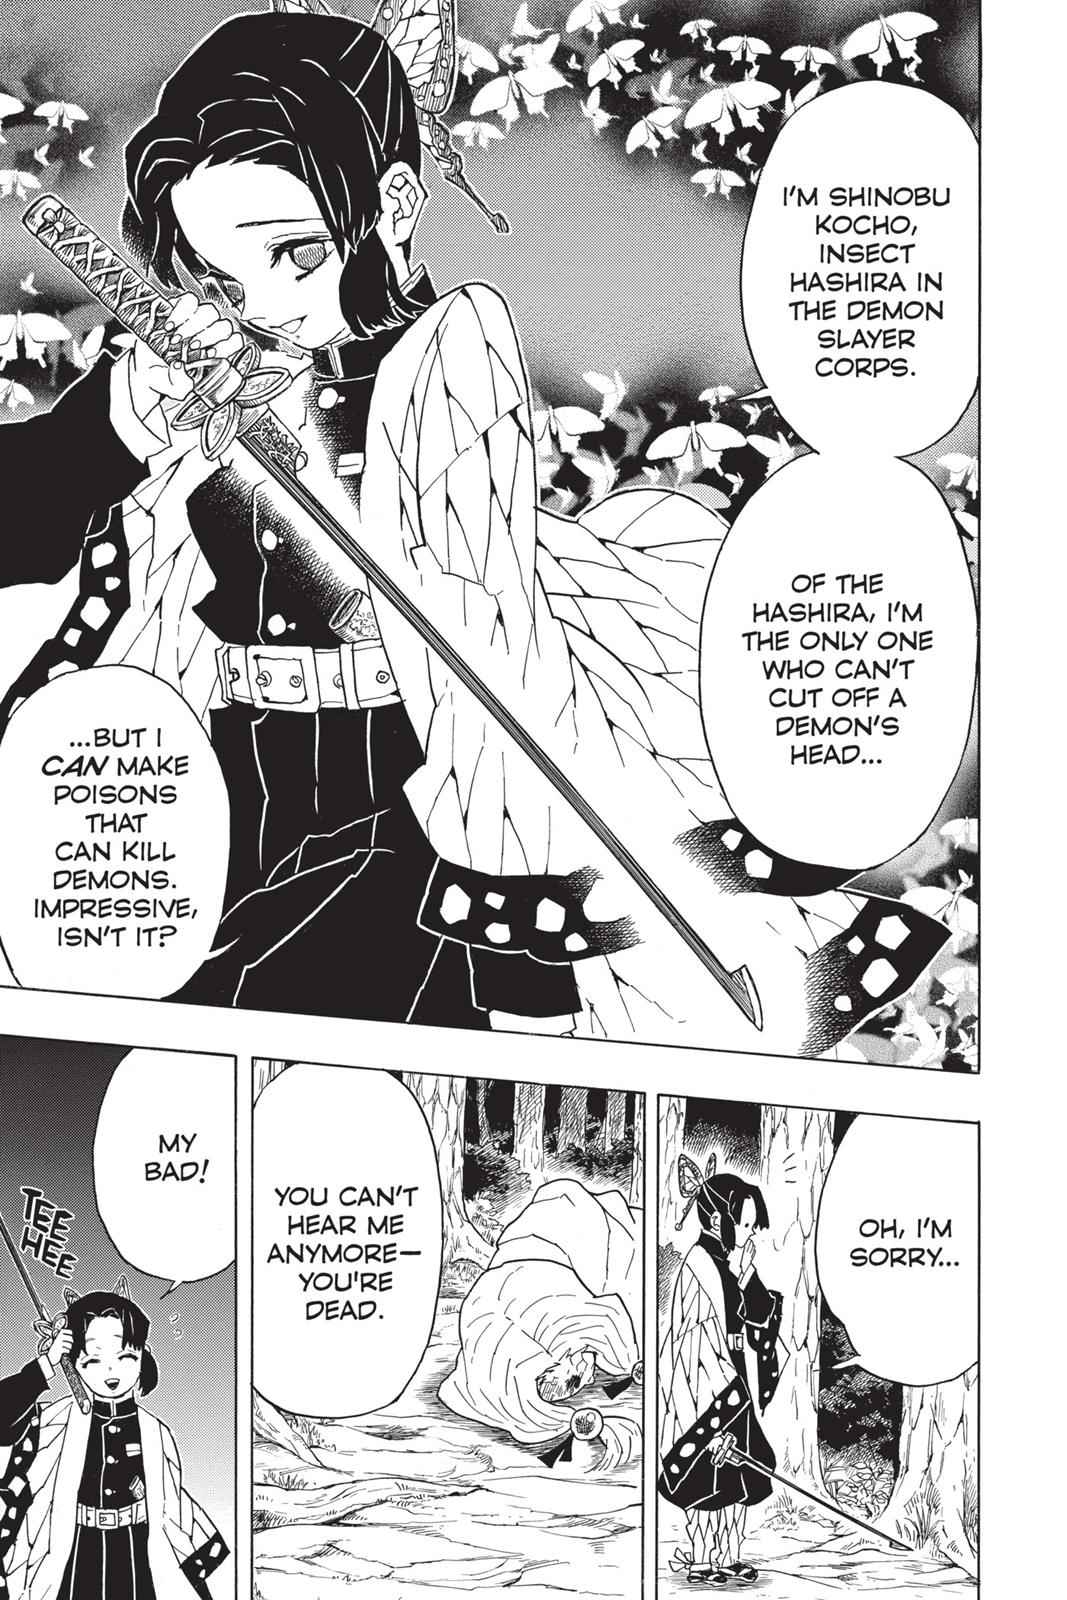 I'M SHINOBU
KOCHO,
INSECT
HASHIRA IN
THE DEMON
SLAYER
CORPS.
OF THE
HASHIRA, I'M
THE ONLY ONE
WHO CAN'T
CUT OFF A
DEMON'S
HEAD...
...BUT I
CAN MAKE
POISONS
THAT
CAN KILL
DEMONS.
IMPRESSIVE,
ISN'T IT?
OH, I'M
SORRY...
YOU CAN'T
HEAR ME
ANYMORE—
YOU'RE
DEAD.
MY
BAD!
TEE
HEE